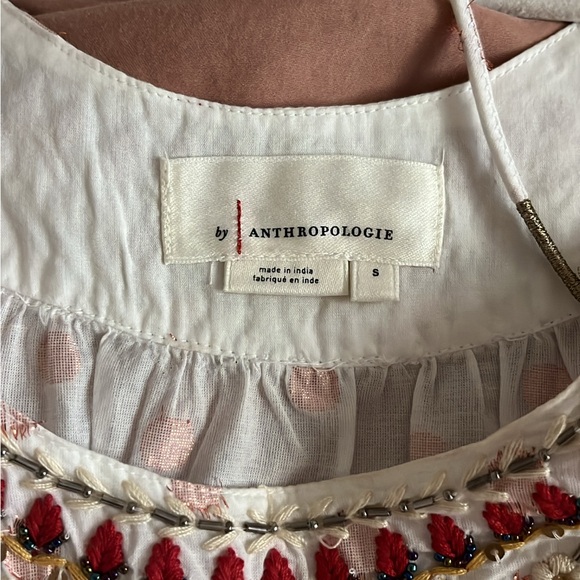 by ANTHROPOLOGIE
made in india S
fabriqué en inde